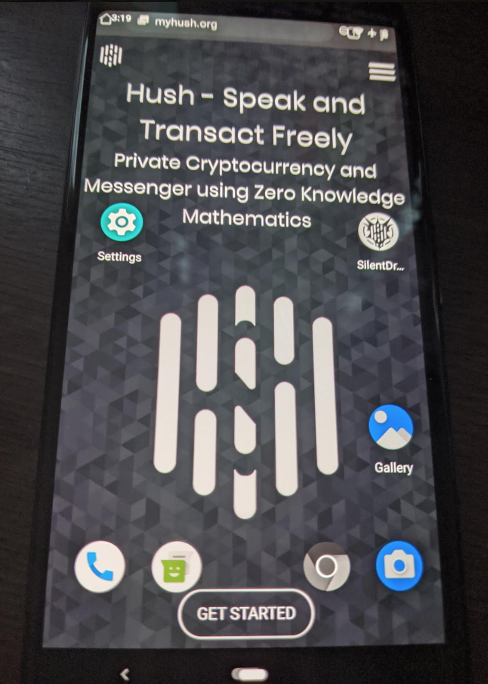 3:19 myhush.org
Hush - Speak and
Transact Freely
Private Cryptocurrency and
Messenger using Zero Knowledge
Mathematics
Settings
SilentDr...
Gallery
GET STARTED